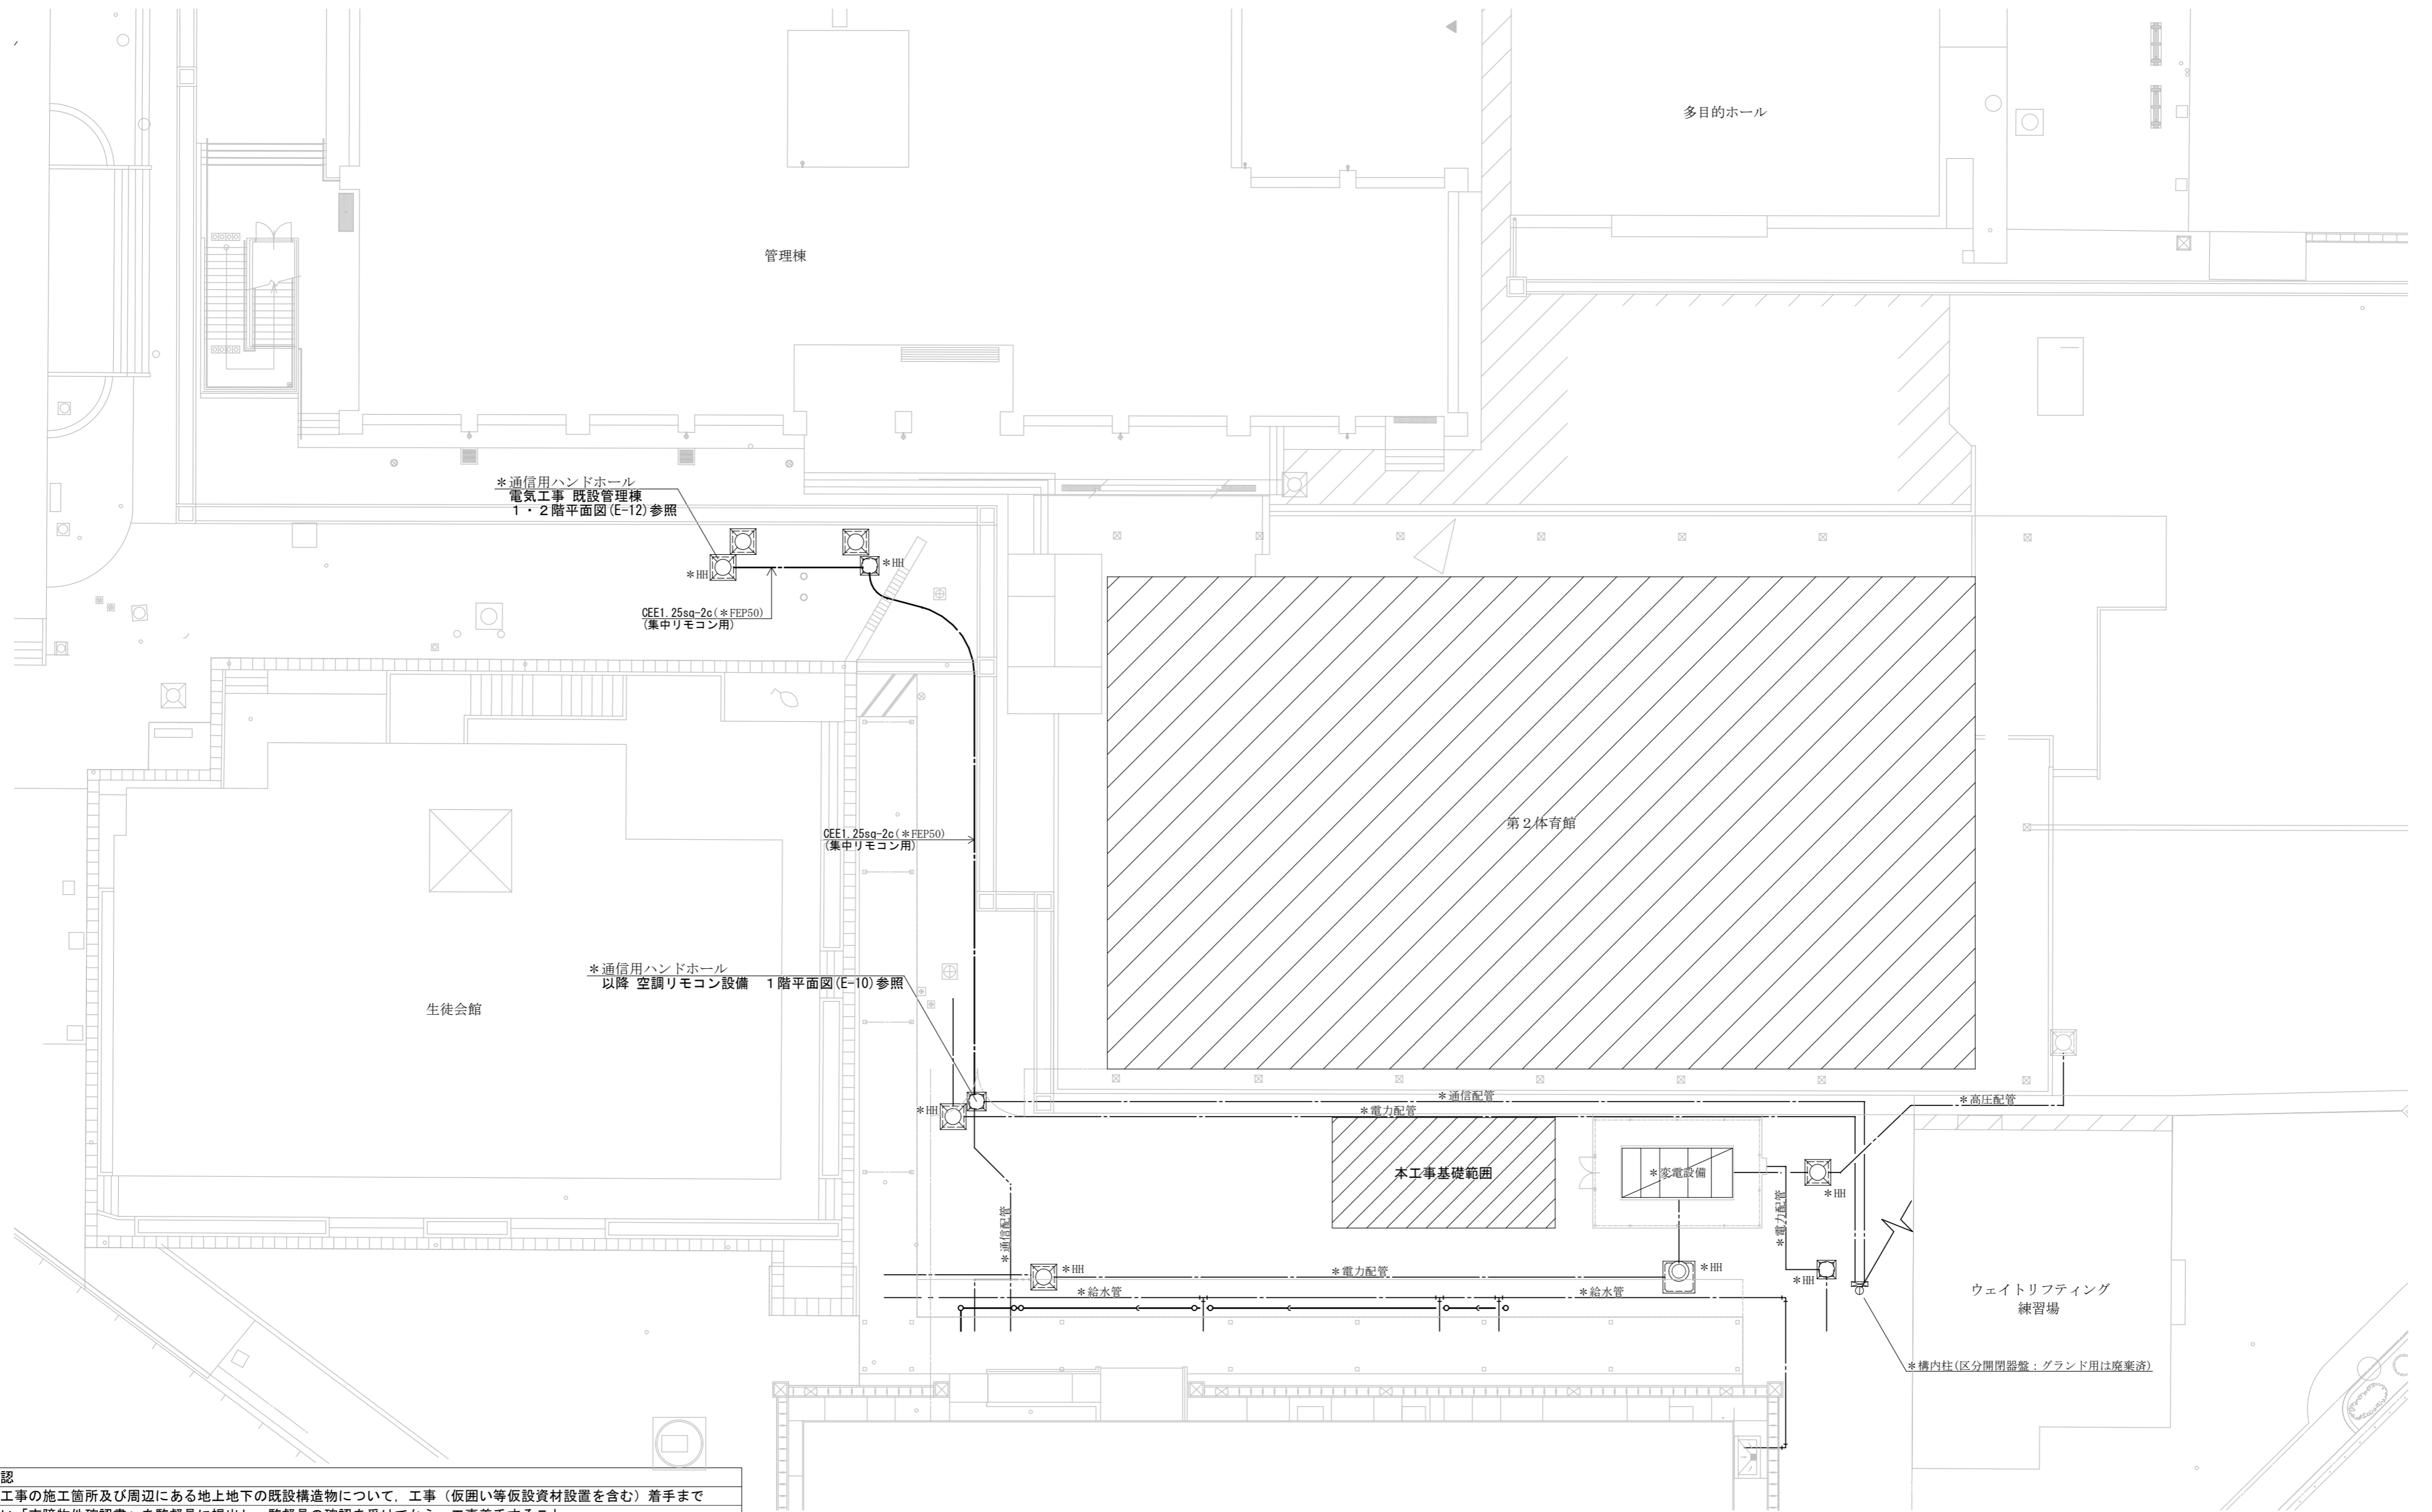 多目的ホール
管理棟
＊通信用ハンドホール
電気工事 既設管理棟
1・2階平面図(E-12)参照
＊HH
＊HH
CEE1.25sq-2c(＊FEP50)
(集中リモコン用)
第２体育館
CEE1.25sq-2c(＊FEP50)
(集中リモコン用)
＊通信用ハンドホール
以降 空調リモコン設備　1階平面図(E-10)参照
生徒会館
＊HH
＊通信配管
＊高圧配管
＊電力配管
本工事基礎範囲
＊変電設備
＊HH
＊電力配管
＊通信配管
＊HH
＊電力配管
＊HH
＊HH
＊給水管
＊給水管
ウェイトリフティング
練習場
＊構内柱(区分開閉器盤：グランド用は廃棄済)
認
工事の施工箇所及び周辺にある地上地下の既設構造物について，工事（仮囲い等仮設資材設置を含む）着手まで